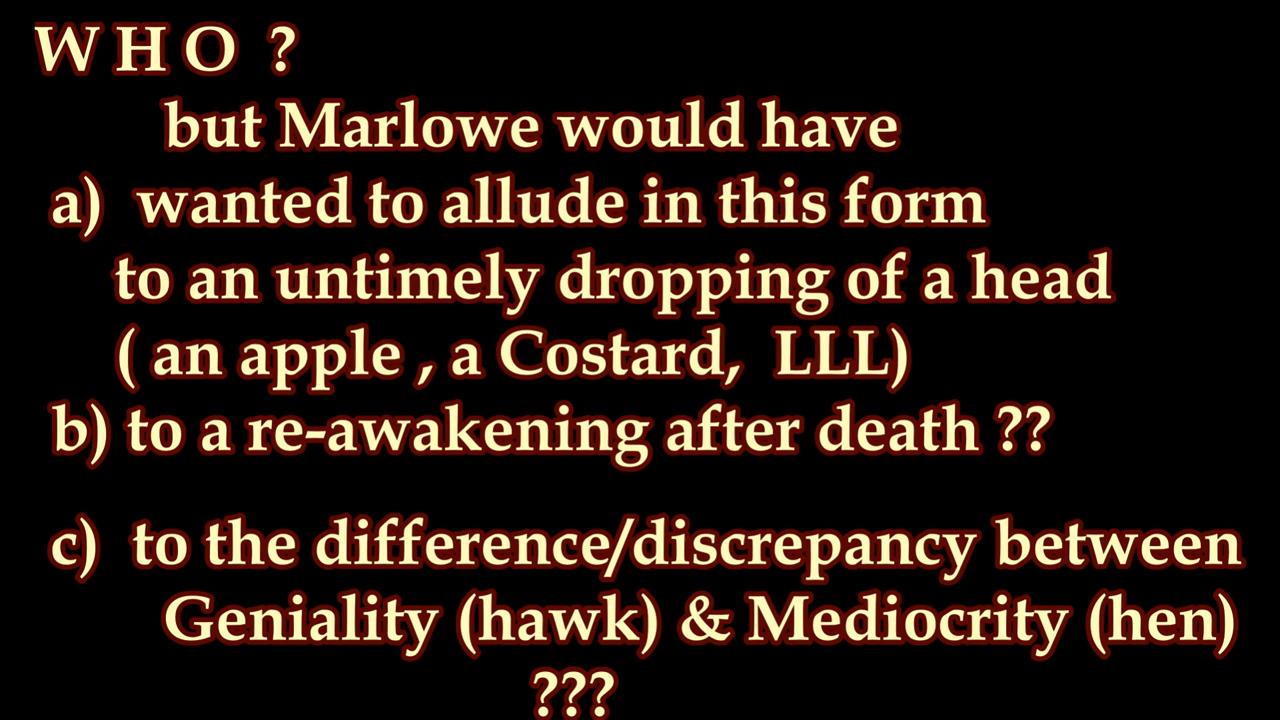 W H O ?
but Marlowe would have
a) wanted to allude in this form
to an untimely dropping of a head
( an apple , a Costard, LLL)
b) to a re-awakening after death ??
c) to the difference/discrepancy between
Geniality (hawk) & Mediocrity (hen)
???